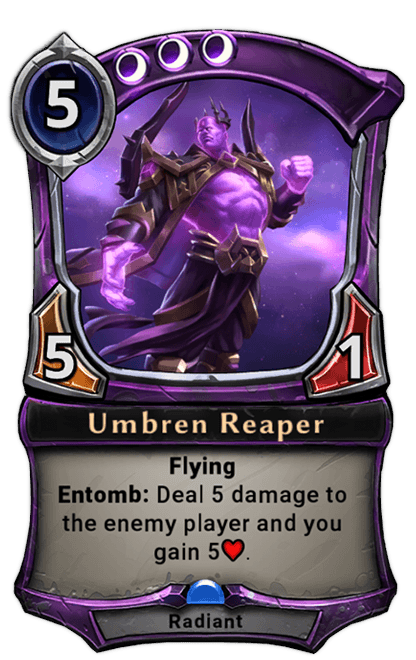 5
5
1
Umbren Reaper
Flying
Entomb: Deal 5 damage to
the enemy player and you
gain 5❤.
Radiant